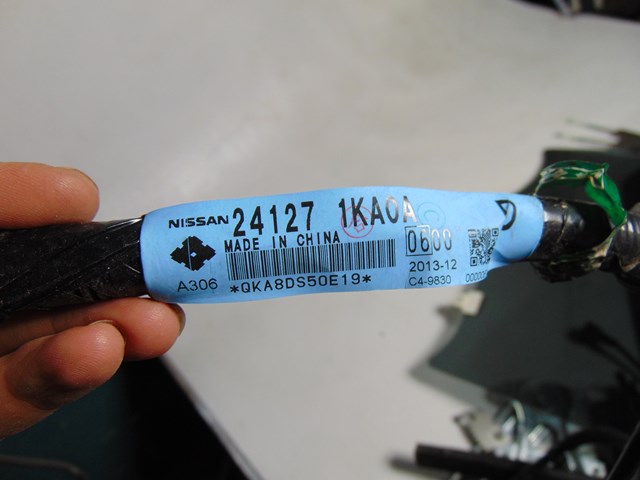 NISSAN 24127 1KA0A
MADE IN CHINA 0600
2013-12
A306 *QKA8DS50E19* C4-9830